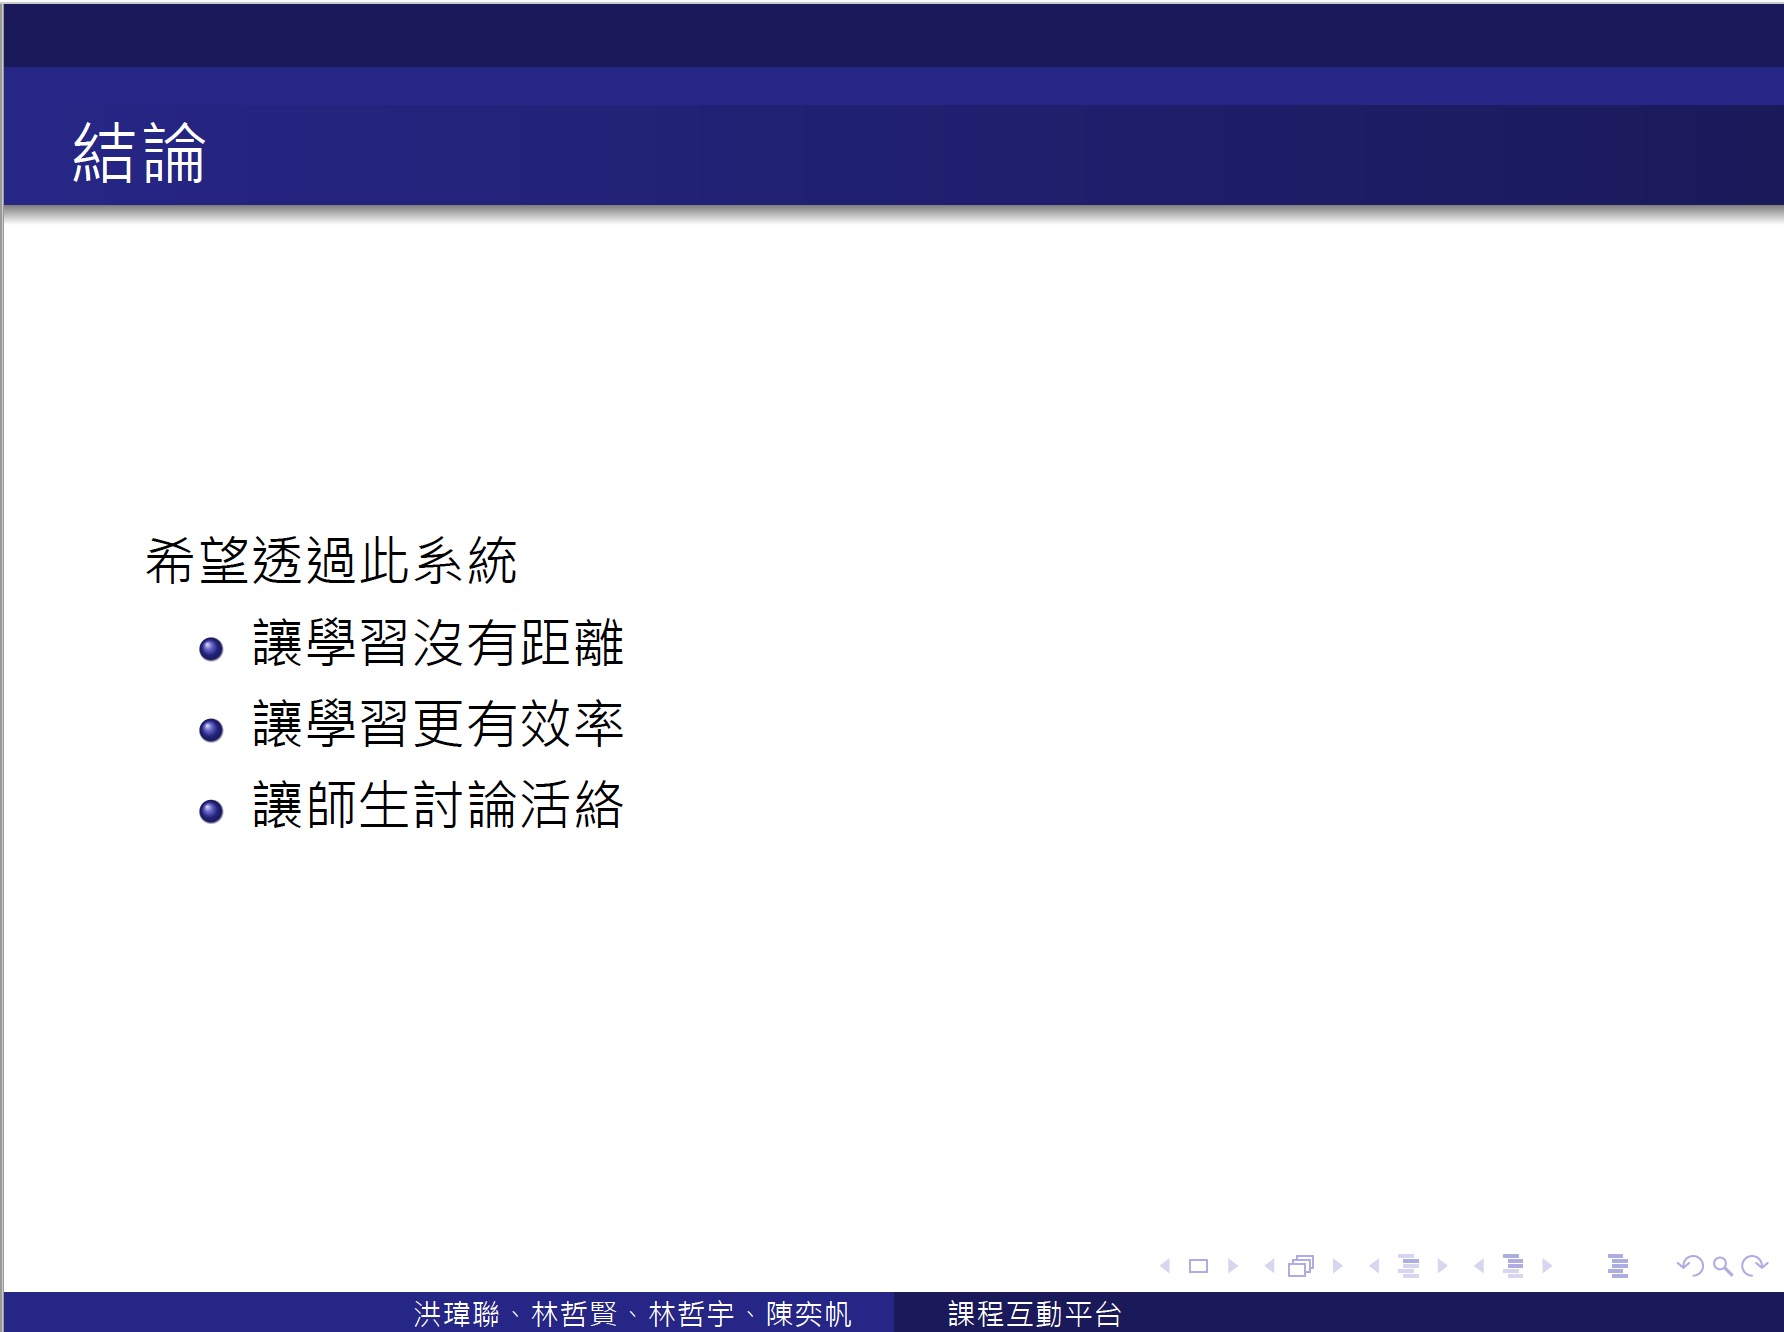 結論
希望透過此系統
讓學習沒有距離
讓學習更有效率
讓師生討論活絡
洪瑋聯、林哲賢、林哲宇、陳奕帆 課程互動平台